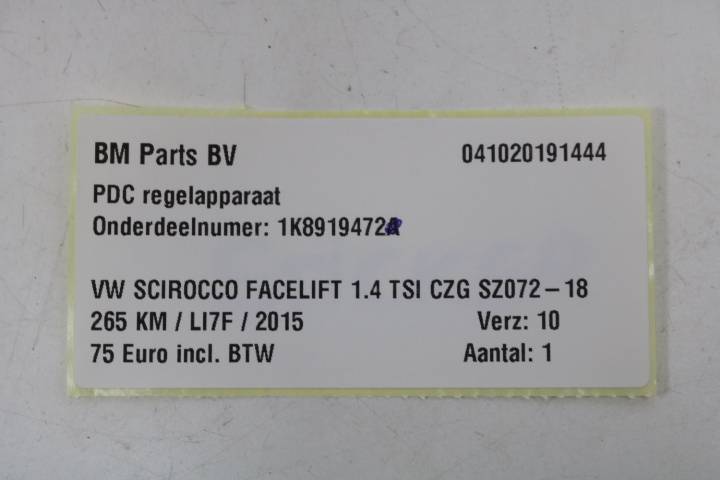 BM Parts BV 041020191444
PDC regelapparaat
Onderdeelnumer: 1K8919472
VW SCIROCCO FACELIFT 1.4 TSI CZG SZ072-18
265 KM / LI7F / 2015 Verz: 10
75 Euro incl. BTW Aantal: 1